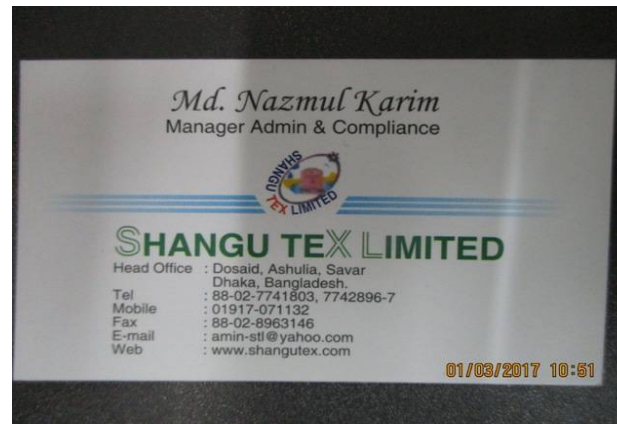 Md. Nazmul Karim
Manager Admin & Compliance
SHANGU
TEX LIMITED
SHANGU TEX LIMITED
Head Office : Dosaid, Ashulia, Savar
Dhaka, Bangladesh.
Tel : 88-02-7741803, 7742896-7
Mobile : 01917-071132
Fax : 88-02-8963146
E-mail : amin-stl@yahoo.com
Web : www.shangutex.com
01/03/2017 10:51